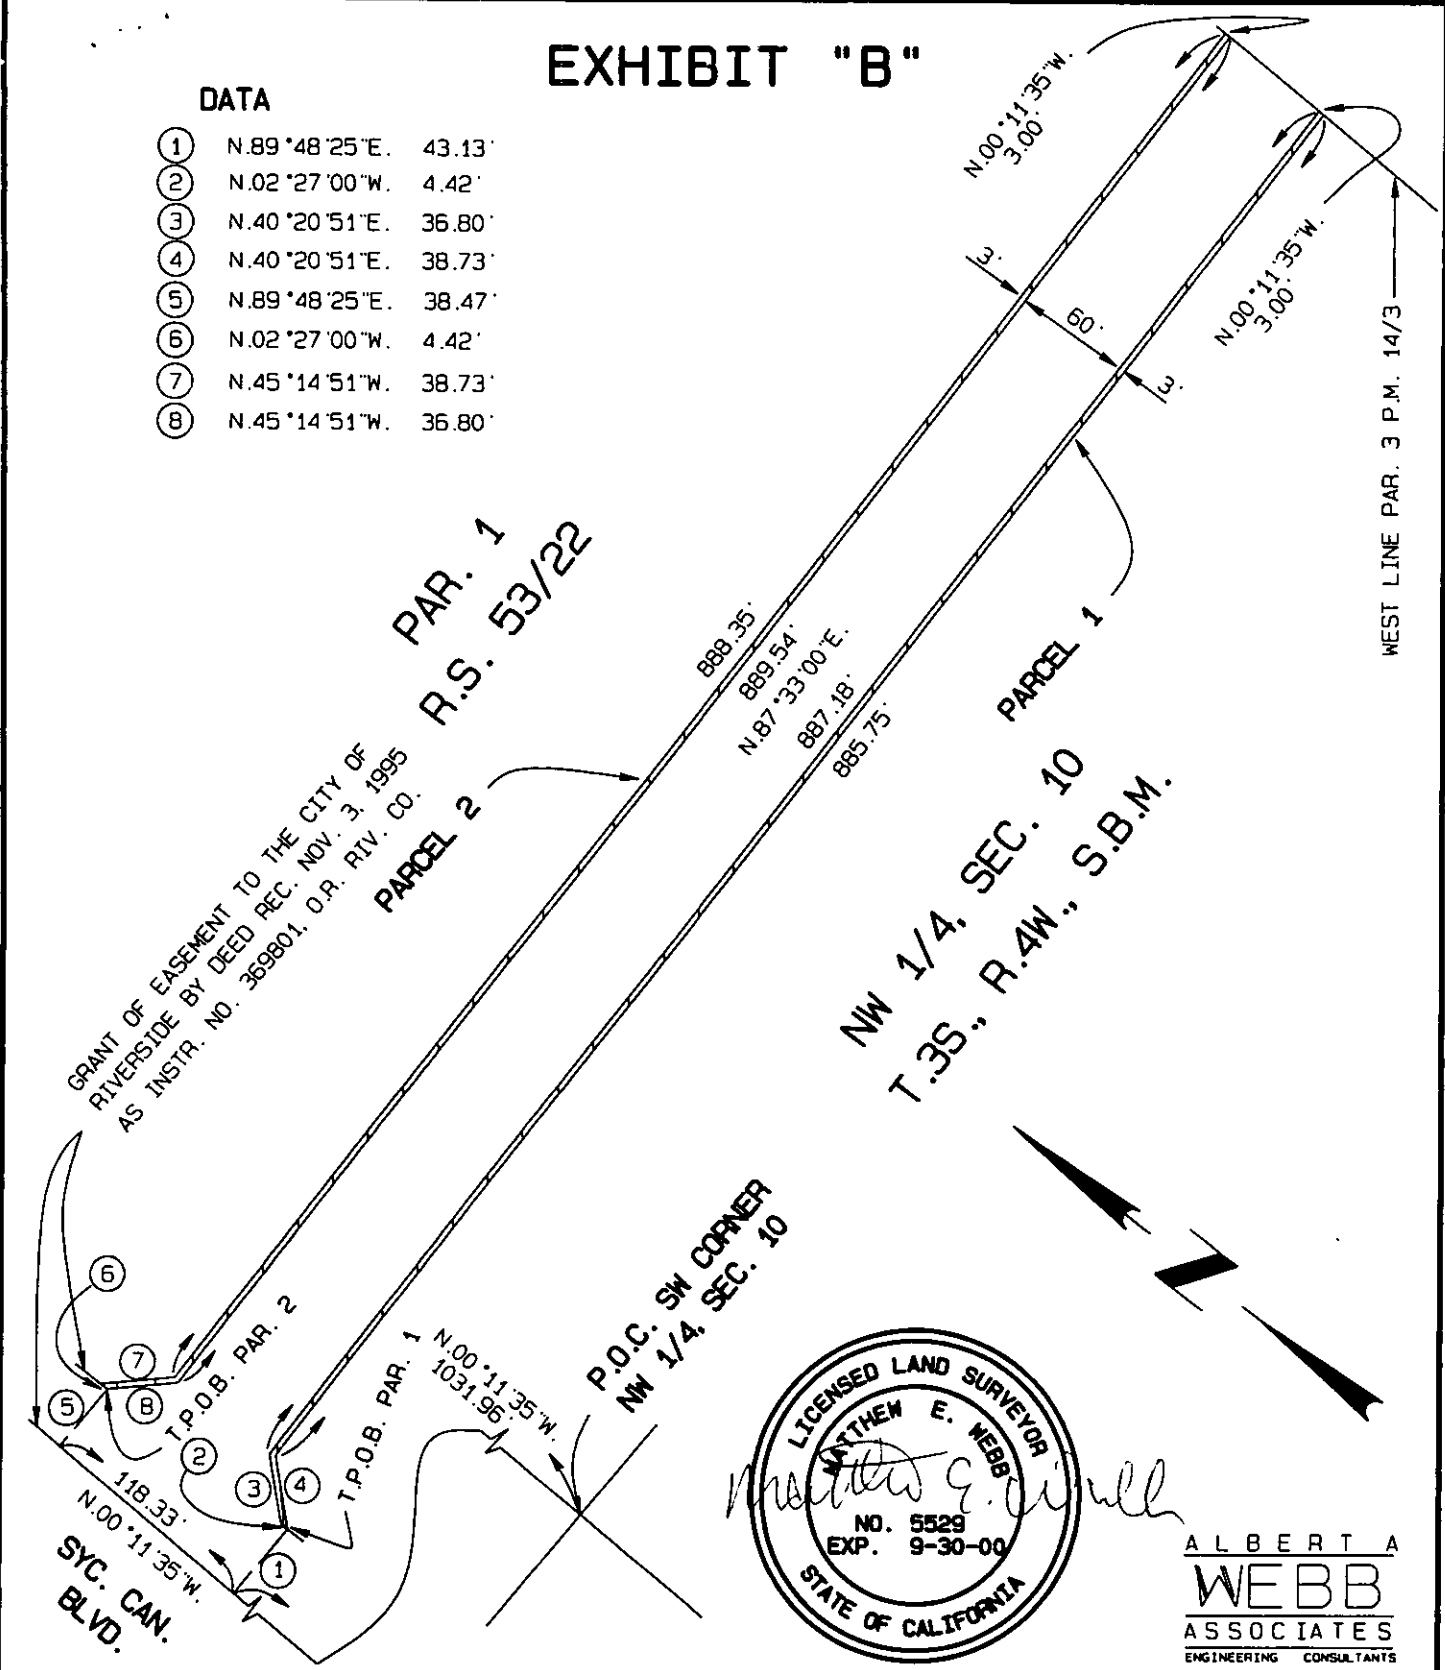 EXHIBIT "B"
DATA
1 N.89°48'25"E. 43.13'
2 N.02°27'00"W. 4.42'
3 N.40°20'51"E. 36.80'
4 N.40°20'51"E. 38.73'
5 N.89°48'25"E. 38.47'
6 N.02°27'00"W. 4.42'
7 N.45°14'51"W. 38.73'
8 N.45°14'51"W. 36.80'
N.00°11'35"W.
3.00'
N.00°11'35"W.
3.00'
WEST LINE PAR. 3 P.M. 14/3
3'
60'
3'
PAR. 1
R.S. 53/22
888.35'
889.54'
N.87°33'00"E.
887.18'
885.75'
PARCEL 1
PARCEL 2
GRANT OF EASEMENT TO THE CITY OF
RIVERSIDE BY DEED REC. NOV. 3, 1995
AS INSTR. NO. 369801, O.R. RIV. CO.
NW 1/4, SEC. 10
T.3S., R.4W., S.B.M.
6
7
5
8
T.P.O.B. PAR. 2
2
3
4
T.P.O.B. PAR. 1
1
N.00°11'35"W.
1031.96'
P.O.C. SW CORNER
NW 1/4, SEC. 10
118.33'
N.00°11'35"W.
SYC. CAN.
BLVD.
LICENSED LAND SURVEYOR
MATTHEW E. WEBB
NO. 5529
EXP. 9-30-00
STATE OF CALIFORNIA
ALBERT A
WEBB
ASSOCIATES
ENGINEERING CONSULTANTS